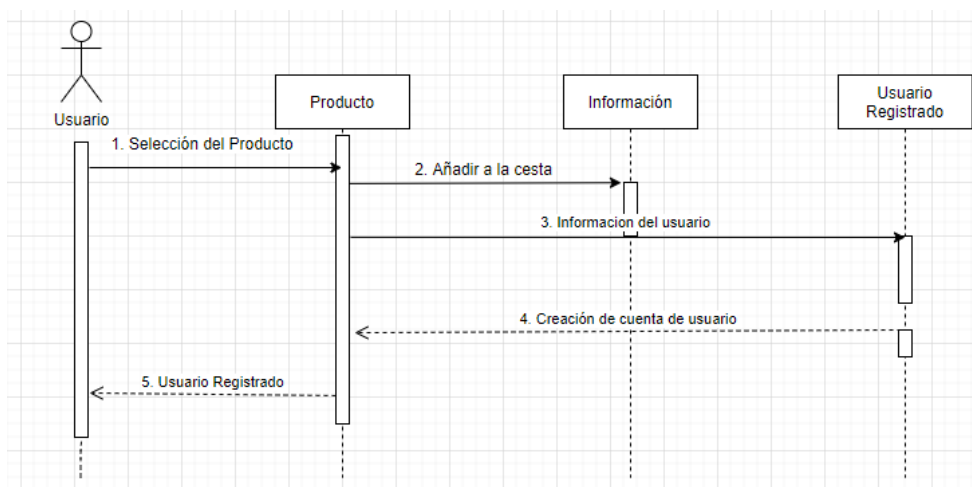 Usuario
Producto
Información
Usuario
Registrado
1. Selección del Producto
2. Añadir a la cesta
3. Informacion del usuario
4. Creación de cuenta de usuario
5. Usuario Registrado